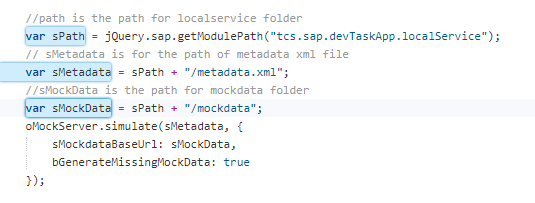 //path is the path for localservice folder
var sPath = jQuery.sap.getModulePath("tcs.sap.devTaskApp.localService");
// sMetadata is for the path of metadata xml file
var sMetadata = sPath + "/metadata.xml";
//sMockData is the path for mockdata folder
var sMockData = sPath + "/mockdata";
oMockServer.simulate(sMetadata, {
    sMockdataBaseUrl: sMockData,
    bGenerateMissingMockData: true
});